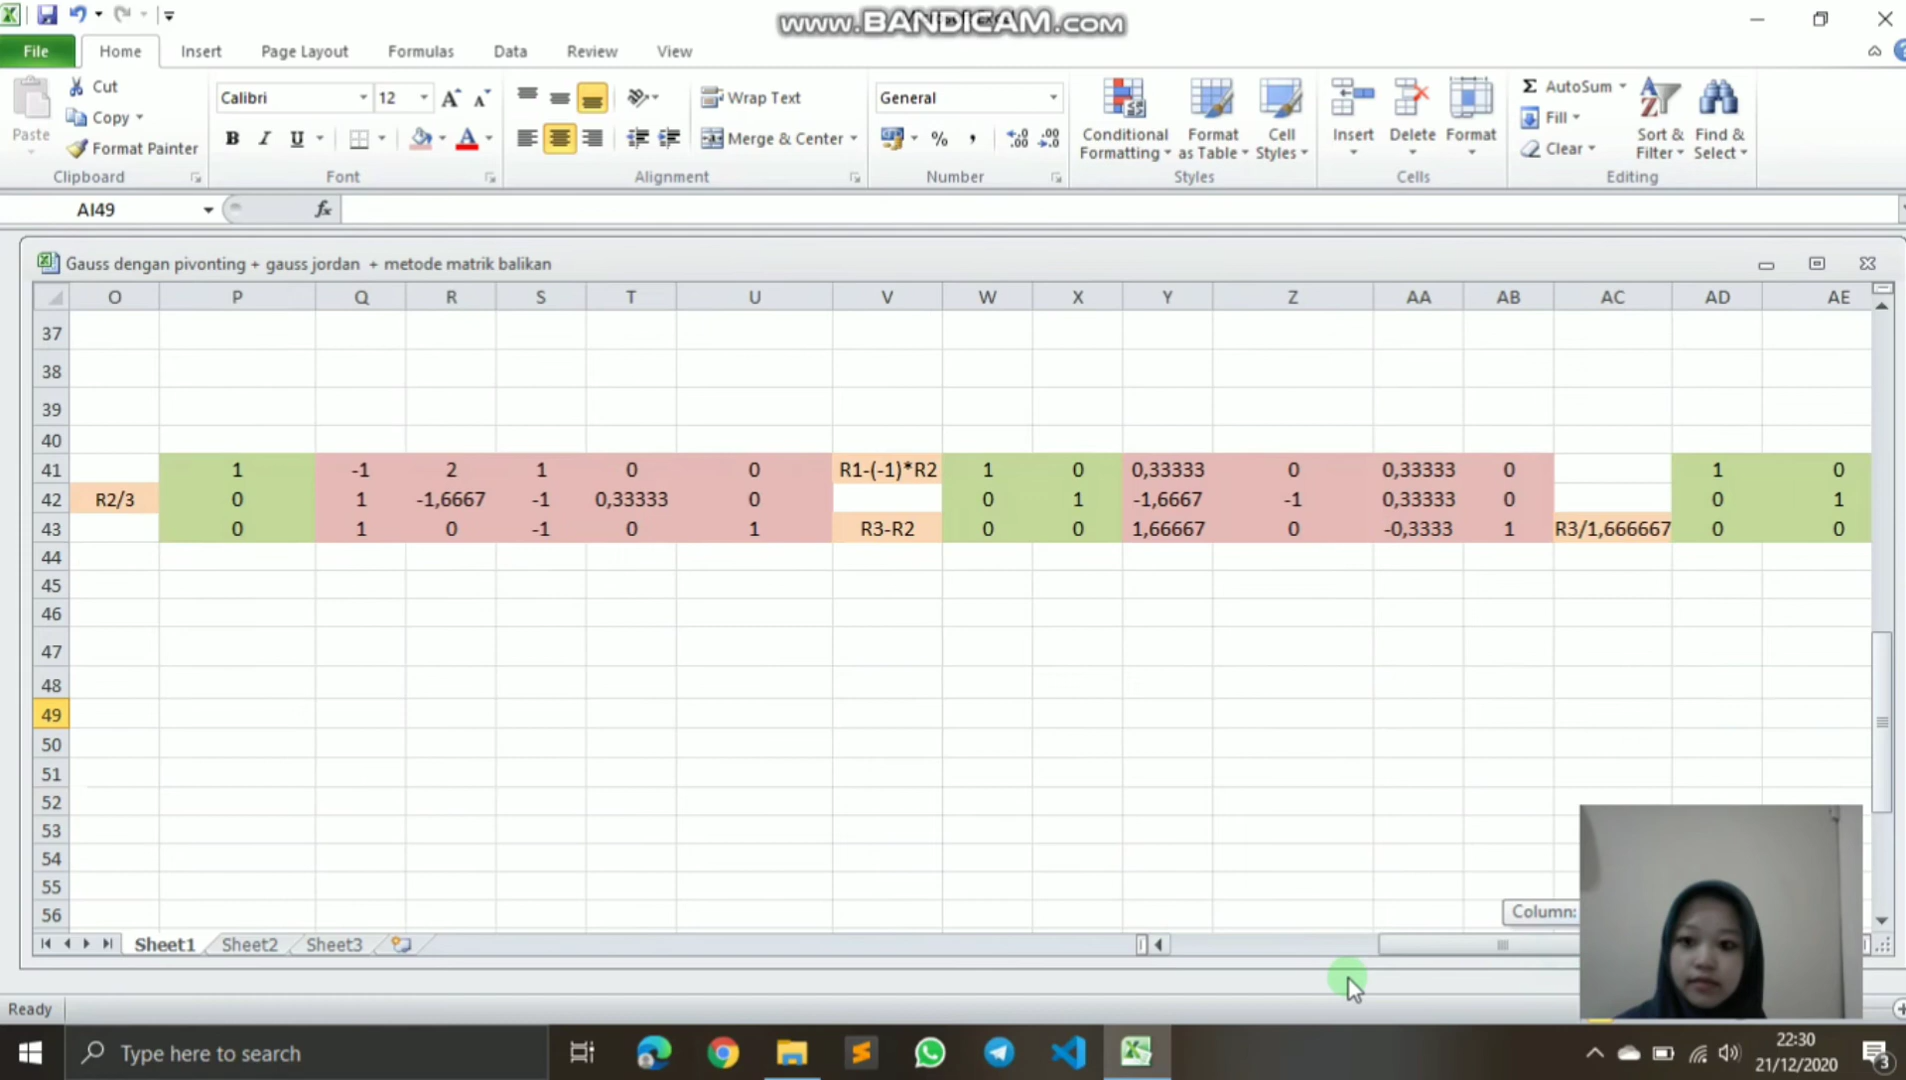 www.BANDICAM.com
File Home Insert Page Layout Formulas Data Review View
Paste Cut Copy Format Painter Clipboard
Calibri 12 B I U Font
Wrap Text Merge & Center Alignment
General % , Number
Conditional Formatting Format as Table Cell Styles Styles
Insert Delete Format Cells
Σ AutoSum Fill Clear Sort & Filter Find & Select Editing
AI49 fx
Gauss dengan pivonting + gauss jordan + metode matrik balikan
O P Q R S T U V W X Y Z AA AB AC AD AE
37
38
39
40
41 1 -1 2 1 0 0 R1-(-1)*R2 1 0 0,33333 0 0,33333 0 1 0
42 R2/3 0 1 -1,6667 -1 0,33333 0 0 1 -1,6667 -1 0,33333 0 0 1
43 0 1 0 -1 0 1 R3-R2 0 0 1,66667 0 -0,3333 1 R3/1,666667 0 0
44
45
46
47
48
49
50
51
52
53
54
55
56
Column:
Sheet1 Sheet2 Sheet3
Ready
Type here to search
22:30
21/12/2020
3